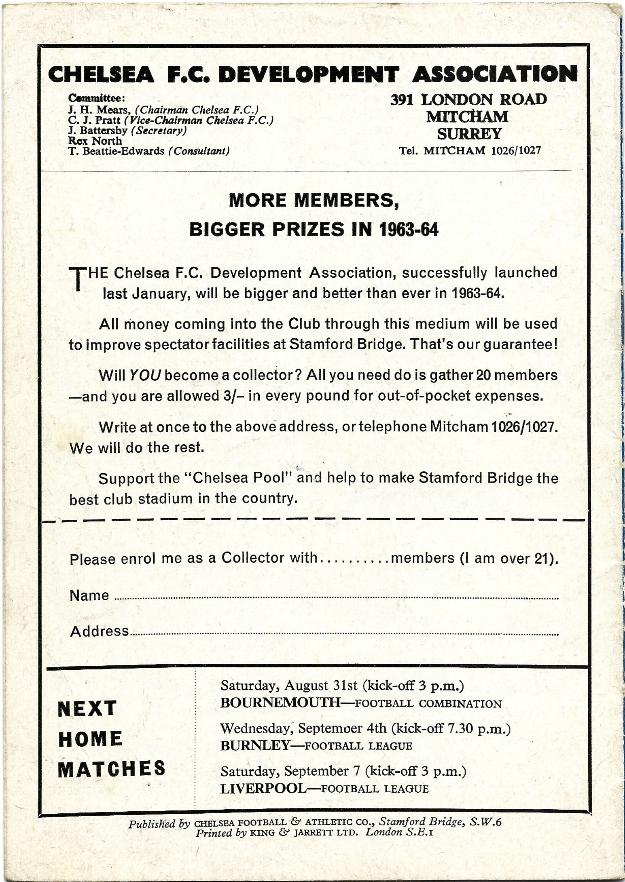 CHELSEA F.C. DEVELOPMENT ASSOCIATION
Committee:
J. H. Mears, (Chairman Chelsea F.C.)
C. J. Pratt (Vice-Chairman Chelsea F.C.)
J. Battersby (Secretary)
Rex North
T. Beattie-Edwards (Consultant)
391 LONDON ROAD
MITCHAM
SURREY
Tel. MITCHAM 1026/1027
MORE MEMBERS,
BIGGER PRIZES IN 1963-64
THE Chelsea F.C. Development Association, successfully launched
last January, will be bigger and better than ever in 1963-64.
All money coming into the Club through this medium will be used
to improve spectator facilities at Stamford Bridge. That's our guarantee!
Will YOU become a collector? All you need do is gather 20 members
—and you are allowed 3/– in every pound for out-of-pocket expenses.
Write at once to the above address, or telephone Mitcham 1026/1027.
We will do the rest.
Support the "Chelsea Pool" and help to make Stamford Bridge the
best club stadium in the country.
Please enrol me as a Collector with..........members (I am over 21).
Name
Address
NEXT
HOME
MATCHES
Saturday, August 31st (kick-off 3 p.m.)
BOURNEMOUTH—FOOTBALL COMBINATION
Wednesday, September 4th (kick-off 7.30 p.m.)
BURNLEY—FOOTBALL LEAGUE
Saturday, September 7 (kick-off 3 p.m.)
LIVERPOOL—FOOTBALL LEAGUE
Published by CHELSEA FOOTBALL & ATHLETIC CO., Stamford Bridge, S.W.6
Printed by KING & JARRETT LTD. London S.E.1